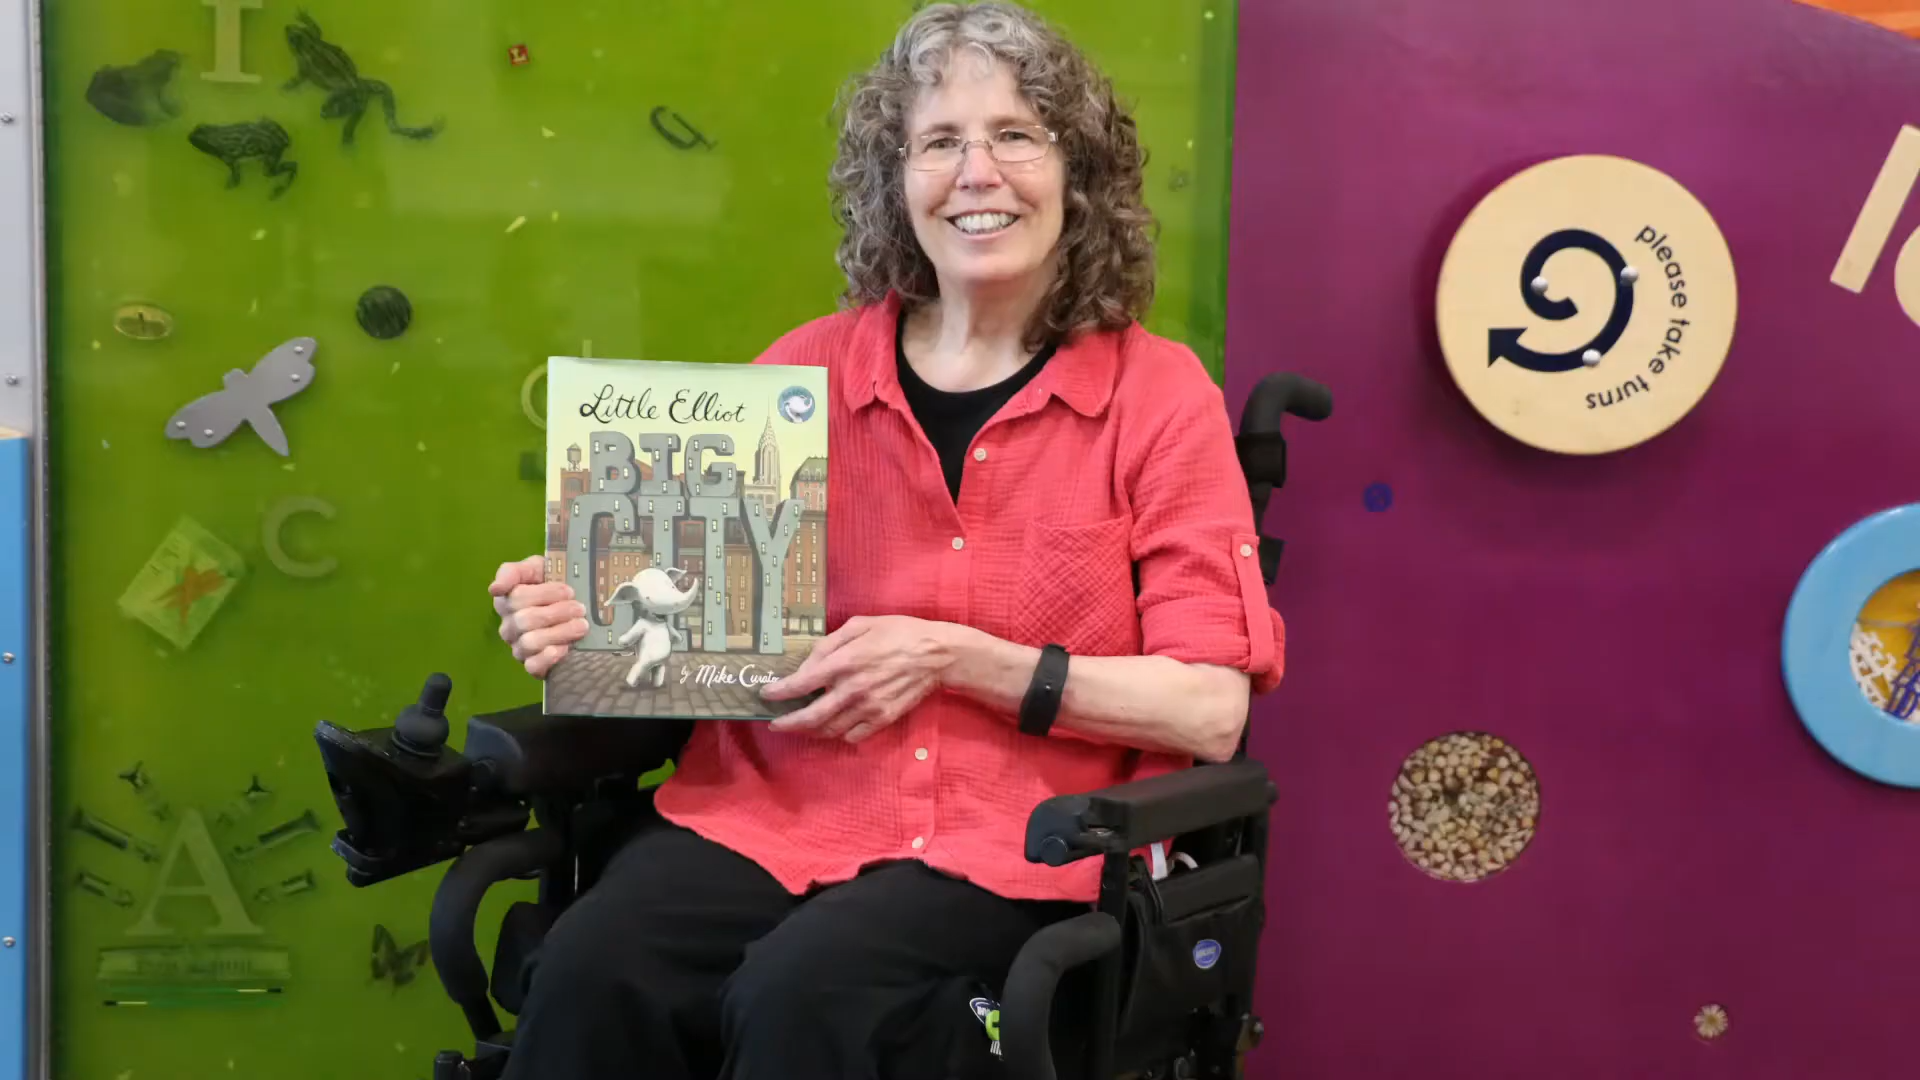 I
L
Little Elliot
BIG
CITY
by Mike Curato
C
A
please take turns